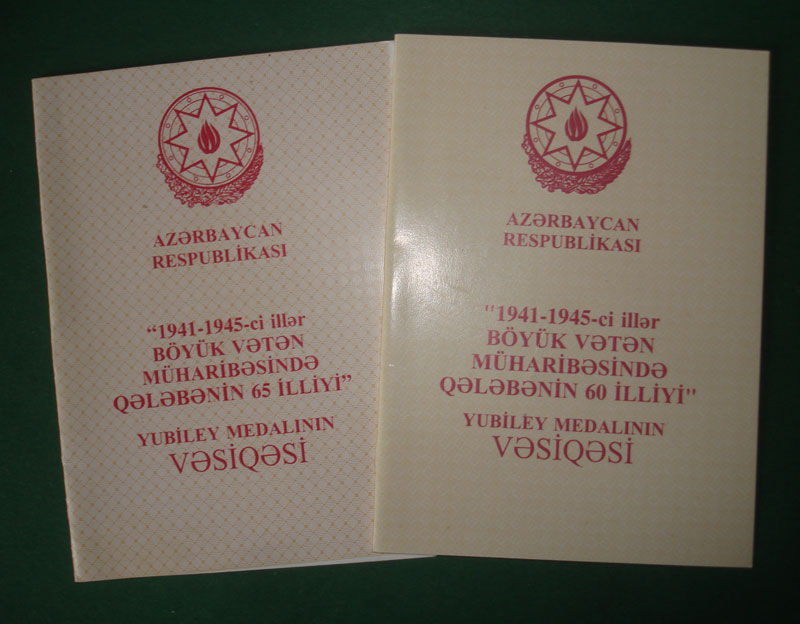 AZƏRBAYCAN
RESPUBLİKASI
“1941-1945-ci illər
BÖYÜK VƏTƏN
MÜHARİBƏSİNDƏ
QƏLƏBƏNİN 65 İLLİYİ”
YUBİLEY MEDALININ
VƏSİQƏSİ
AZƏRBAYCAN
RESPUBLİKASI
"1941-1945-ci illər
BÖYÜK VƏTƏN
MÜHARİBƏSİNDƏ
QƏLƏBƏNİN 60 İLLİYİ"
YUBİLEY MEDALININ
VƏSİQƏSİ